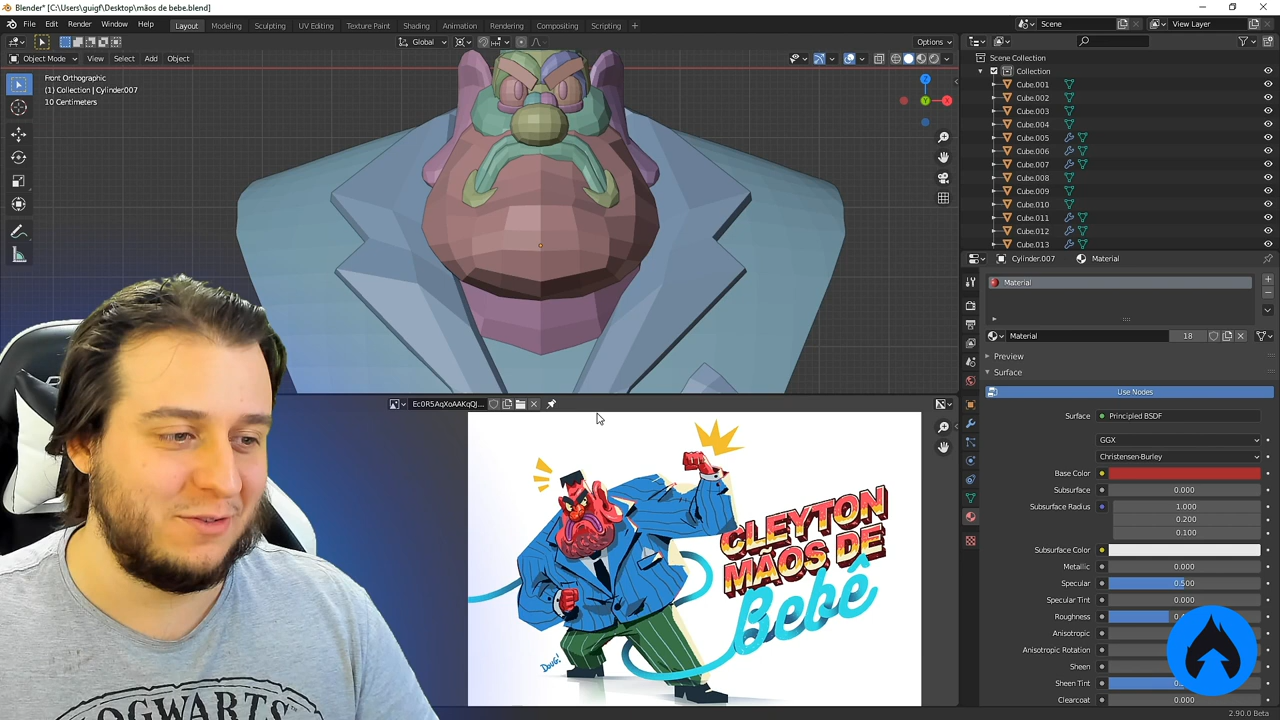 Blender* [C:\Users\guigf\Desktop\mãos de bebe.blend]
File Edit Render Window Help
Layout Modeling Sculpting UV Editing Texture Paint Shading Animation Rendering Compositing Scripting +
Scene
View Layer
Global
Options
Object Mode View Select Add Object
Front Orthographic
(1) Collection | Cylinder.007
10 Centimeters
Z
X
Y
Scene Collection
Collection
Cube.001
Cube.002
Cube.003
Cube.004
Cube.005
Cube.006
Cube.007
Cube.008
Cube.009
Cube.010
Cube.011
Cube.012
Cube.013
Cylinder.007 Material
Material
Material 18
Preview
Surface
Use Nodes
Surface Principled BSDF
GGX
Christensen-Burley
Base Color
Subsurface 0.000
Subsurface Radius 1.000
0.200
0.100
Subsurface Color
Metallic 0.000
Specular 0.500
Specular Tint 0.000
Roughness
Anisotropic
Anisotropic Rotation
Sheen
Sheen Tint
Clearcoat 0.000
2.90.0 Beta
CLEYTON
MÃOS DE
Bebê
Doug!
HOGWARTS